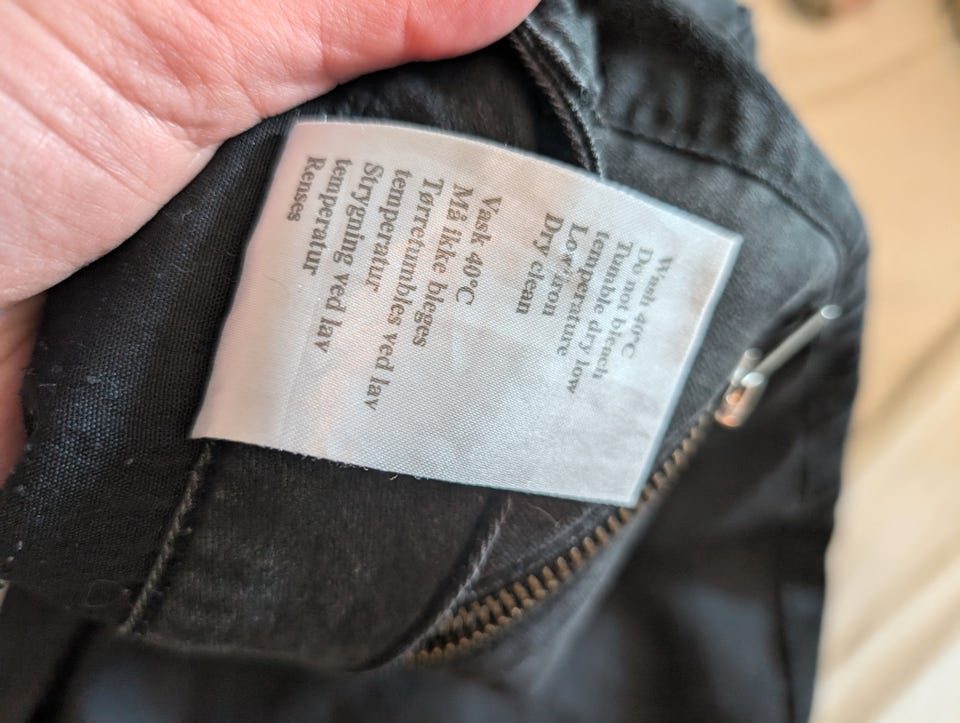 Wash 40°C
Do not bleach
Tumble dry low
temperature
Low iron
Dry clean
Vask 40°C
Må ikke bleges
Tørretumbles ved lav
temperatur
Strygning ved lav
temperatur
Renses